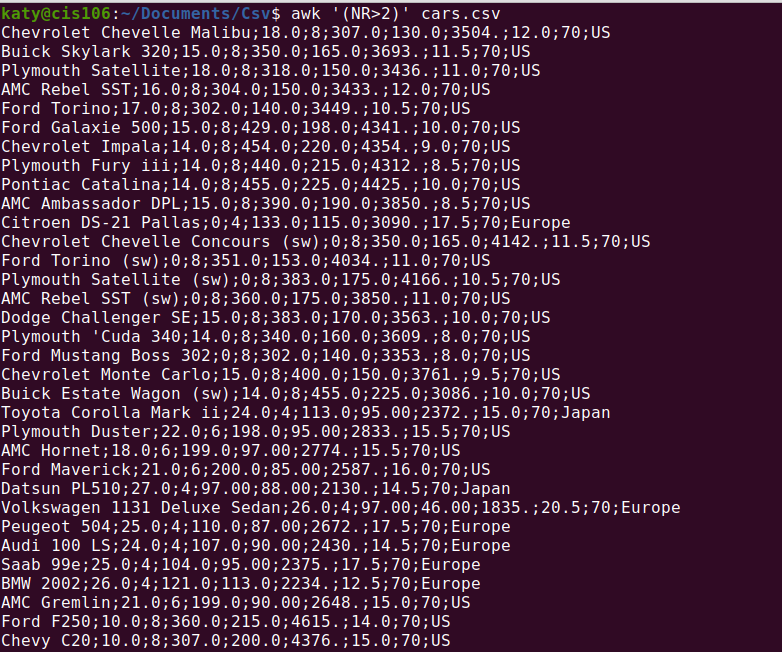 katy@cis106:~/Documents/Csv$ awk '(NR>2)' cars.csv
Chevrolet Chevelle Malibu;18.0;8;307.0;130.0;3504.;12.0;70;US
Buick Skylark 320;15.0;8;350.0;165.0;3693.;11.5;70;US
Plymouth Satellite;18.0;8;318.0;150.0;3436.;11.0;70;US
AMC Rebel SST;16.0;8;304.0;150.0;3433.;12.0;70;US
Ford Torino;17.0;8;302.0;140.0;3449.;10.5;70;US
Ford Galaxie 500;15.0;8;429.0;198.0;4341.;10.0;70;US
Chevrolet Impala;14.0;8;454.0;220.0;4354.;9.0;70;US
Plymouth Fury iii;14.0;8;440.0;215.0;4312.;8.5;70;US
Pontiac Catalina;14.0;8;455.0;225.0;4425.;10.0;70;US
AMC Ambassador DPL;15.0;8;390.0;190.0;3850.;8.5;70;US
Citroen DS-21 Pallas;0;4;133.0;115.0;3090.;17.5;70;Europe
Chevrolet Chevelle Concours (sw);0;8;350.0;165.0;4142.;11.5;70;US
Ford Torino (sw);0;8;351.0;153.0;4034.;11.0;70;US
Plymouth Satellite (sw);0;8;383.0;175.0;4166.;10.5;70;US
AMC Rebel SST (sw);0;8;360.0;175.0;3850.;11.0;70;US
Dodge Challenger SE;15.0;8;383.0;170.0;3563.;10.0;70;US
Plymouth 'Cuda 340;14.0;8;340.0;160.0;3609.;8.0;70;US
Ford Mustang Boss 302;0;8;302.0;140.0;3353.;8.0;70;US
Chevrolet Monte Carlo;15.0;8;400.0;150.0;3761.;9.5;70;US
Buick Estate Wagon (sw);14.0;8;455.0;225.0;3086.;10.0;70;US
Toyota Corolla Mark ii;24.0;4;113.0;95.00;2372.;15.0;70;Japan
Plymouth Duster;22.0;6;198.0;95.00;2833.;15.5;70;US
AMC Hornet;18.0;6;199.0;97.00;2774.;15.5;70;US
Ford Maverick;21.0;6;200.0;85.00;2587.;16.0;70;US
Datsun PL510;27.0;4;97.00;88.00;2130.;14.5;70;Japan
Volkswagen 1131 Deluxe Sedan;26.0;4;97.00;46.00;1835.;20.5;70;Europe
Peugeot 504;25.0;4;110.0;87.00;2672.;17.5;70;Europe
Audi 100 LS;24.0;4;107.0;90.00;2430.;14.5;70;Europe
Saab 99e;25.0;4;104.0;95.00;2375.;17.5;70;Europe
BMW 2002;26.0;4;121.0;113.0;2234.;12.5;70;Europe
AMC Gremlin;21.0;6;199.0;90.00;2648.;15.0;70;US
Ford F250;10.0;8;360.0;215.0;4615.;14.0;70;US
Chevy C20;10.0;8;307.0;200.0;4376.;15.0;70;US